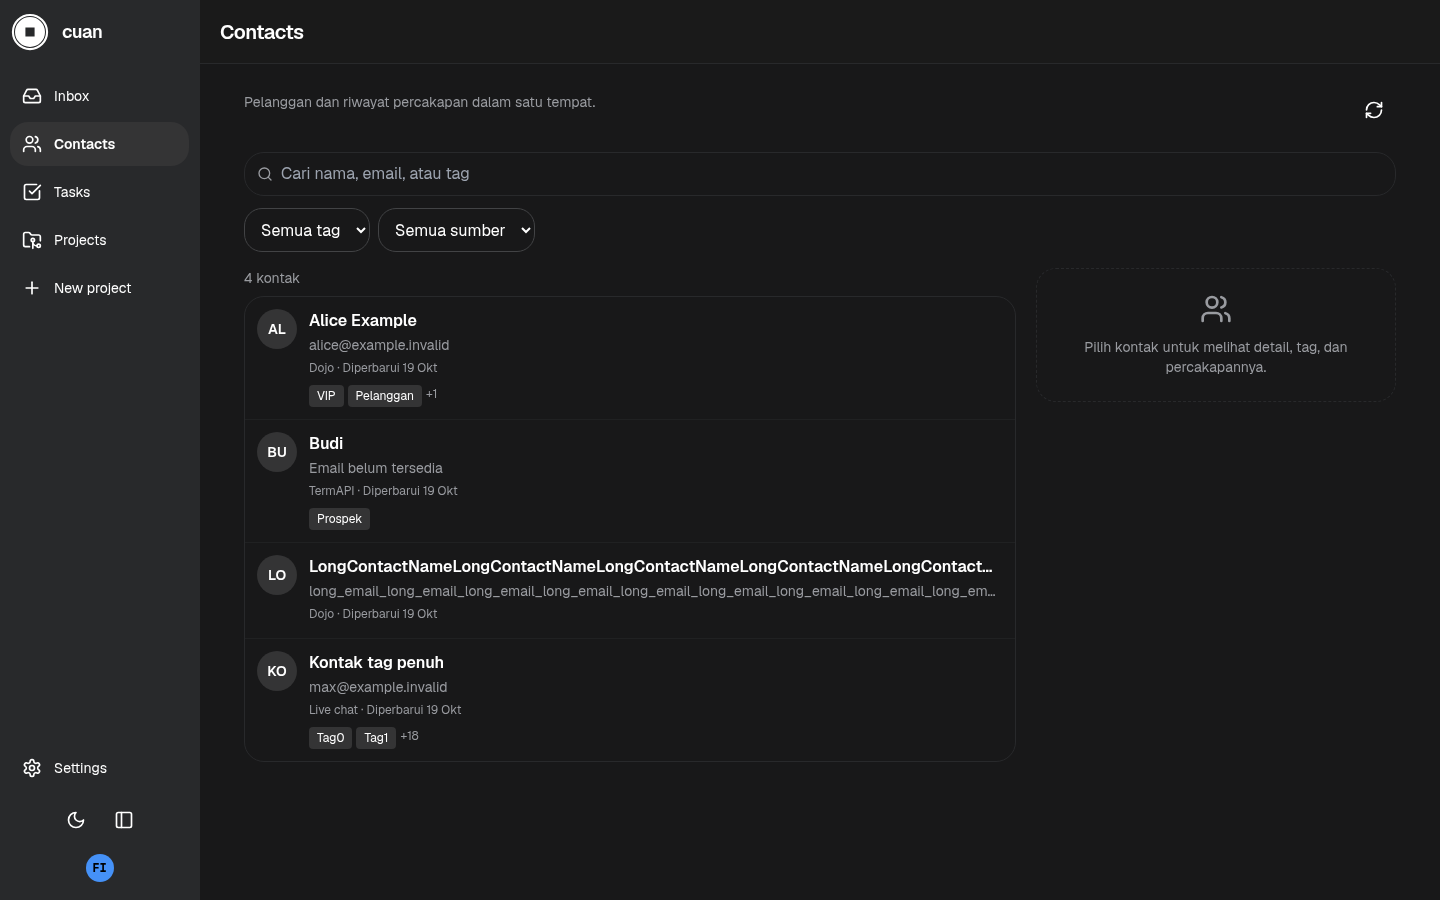 cuan
Inbox
Contacts
Tasks
Projects
New project
Settings
FI
Contacts
Pelanggan dan riwayat percakapan dalam satu tempat.
Cari nama, email, atau tag
Semua tag
Semua sumber
4 kontak
AL
Alice Example
alice@example.invalid
Dojo · Diperbarui 19 Okt
VIP Pelanggan +1
BU
Budi
Email belum tersedia
TermAPI · Diperbarui 19 Okt
Prospek
LO
LongContactNameLongContactNameLongContactNameLongContactNameLongContact...
long_email_long_email_long_email_long_email_long_email_long_email_long_email_long_email_long_em...
Dojo · Diperbarui 19 Okt
KO
Kontak tag penuh
max@example.invalid
Live chat · Diperbarui 19 Okt
Tag0 Tag1 +18
Pilih kontak untuk melihat detail, tag, dan
percakapannya.